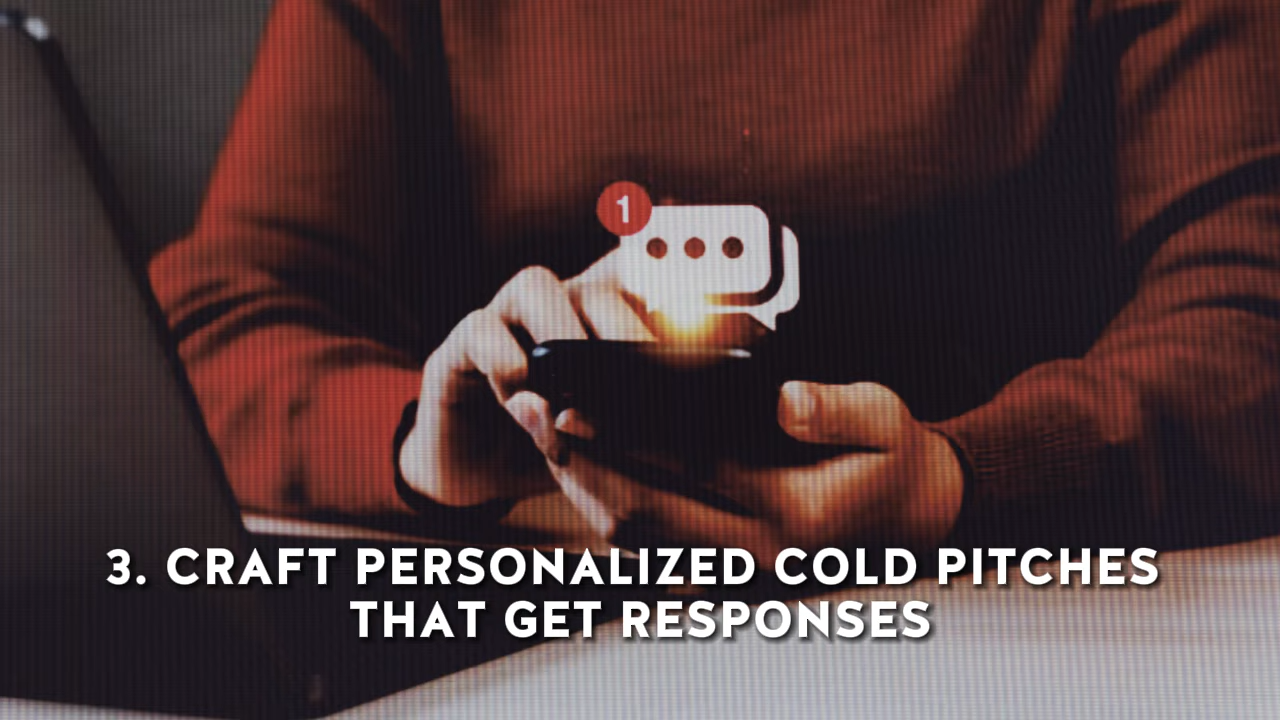 1
3. CRAFT PERSONALIZED COLD PITCHES
THAT GET RESPONSES